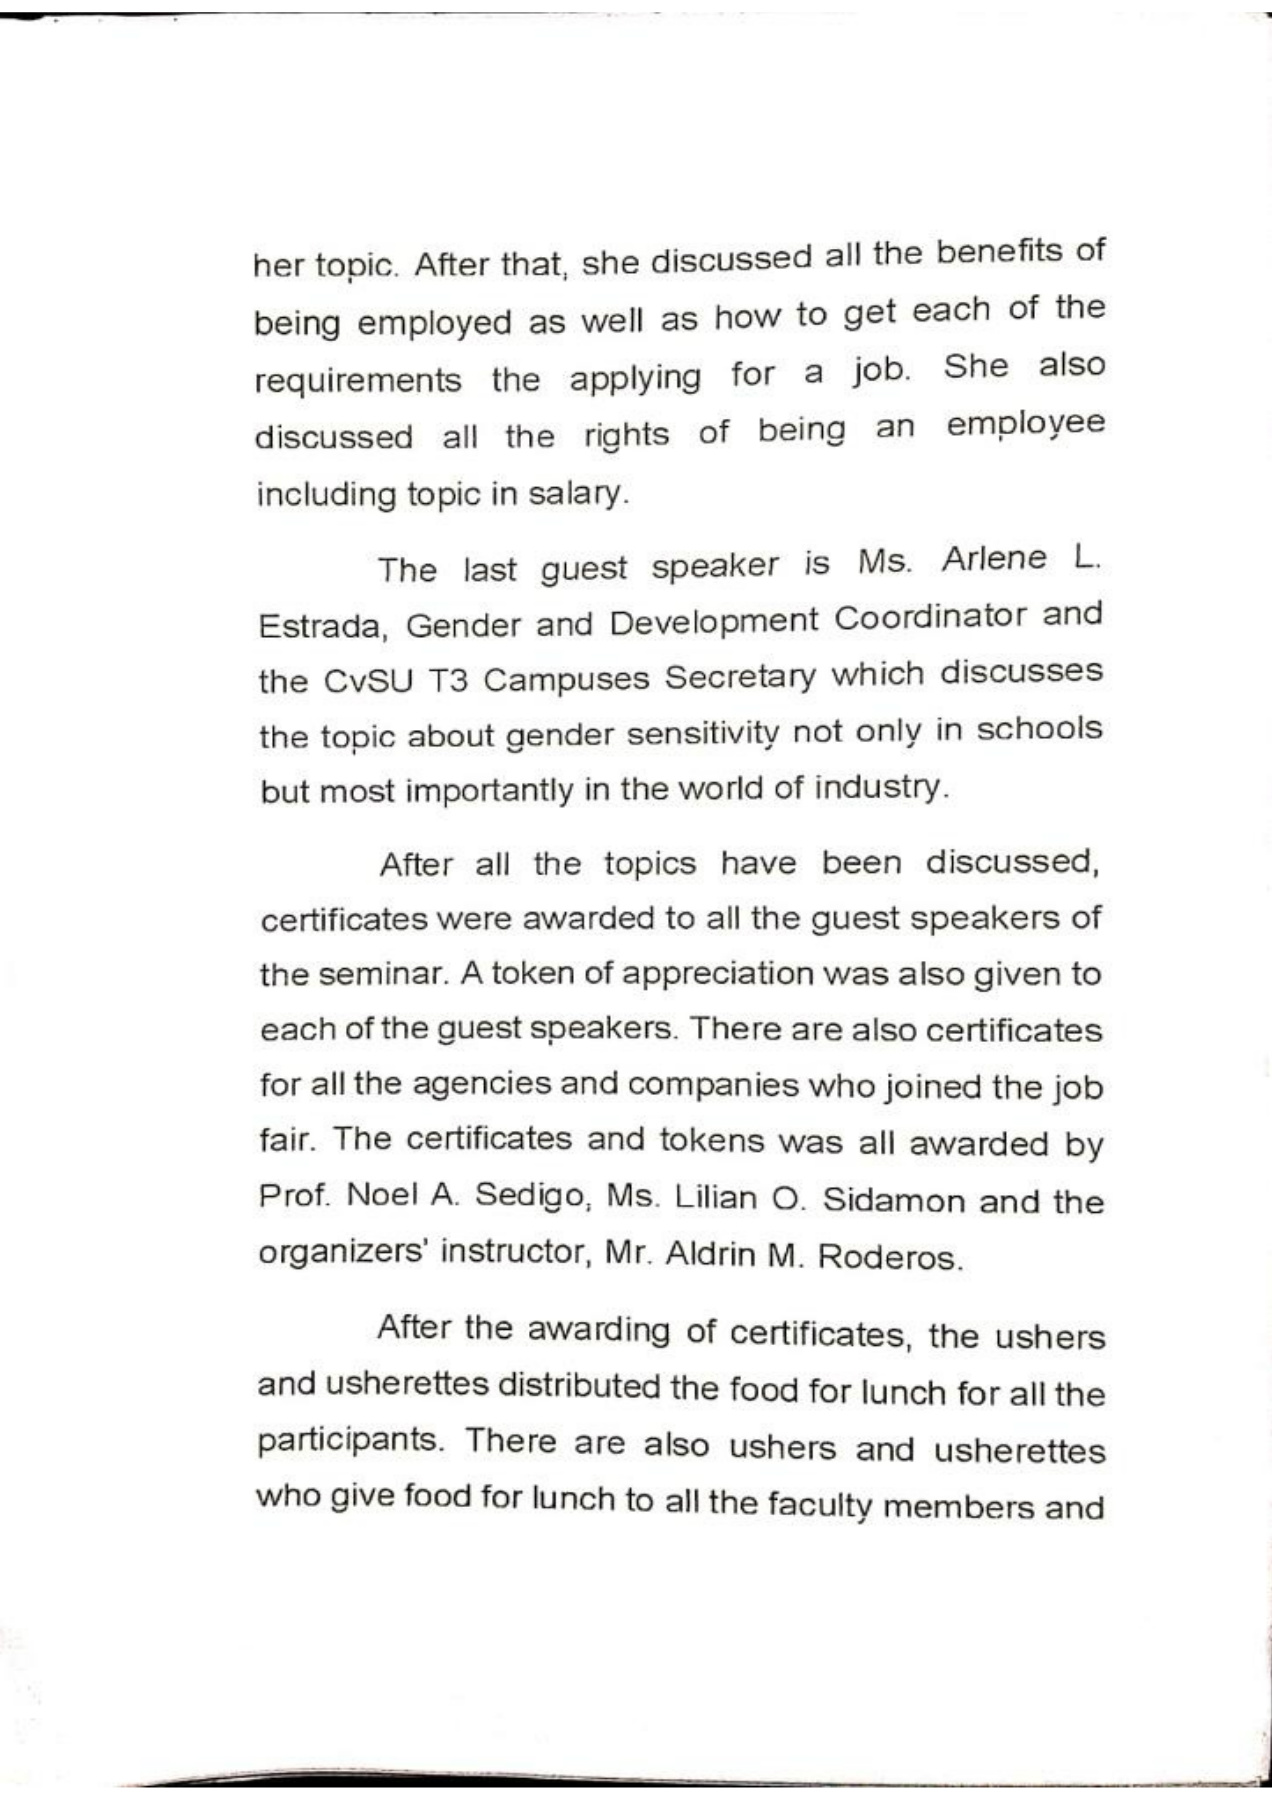 her topic. After that, she discussed all the benefits of
being employed as well as how to get each of the
requirements the applying for a job. She also
discussed all the rights of being an employee
including topic in salary.
The last guest speaker is Ms. Arlene L.
Estrada, Gender and Development Coordinator and
the CvSU T3 Campuses Secretary which discusses
the topic about gender sensitivity not only in schools
but most importantly in the world of industry.
After all the topics have been discussed,
certificates were awarded to all the guest speakers of
the seminar. A token of appreciation was also given to
each of the guest speakers. There are also certificates
for all the agencies and companies who joined the job
fair. The certificates and tokens was all awarded by
Prof. Noel A. Sedigo, Ms. Lilian O. Sidamon and the
organizers' instructor, Mr. Aldrin M. Roderos.
After the awarding of certificates, the ushers
and usherettes distributed the food for lunch for all the
participants. There are also ushers and usherettes
who give food for lunch to all the faculty members and